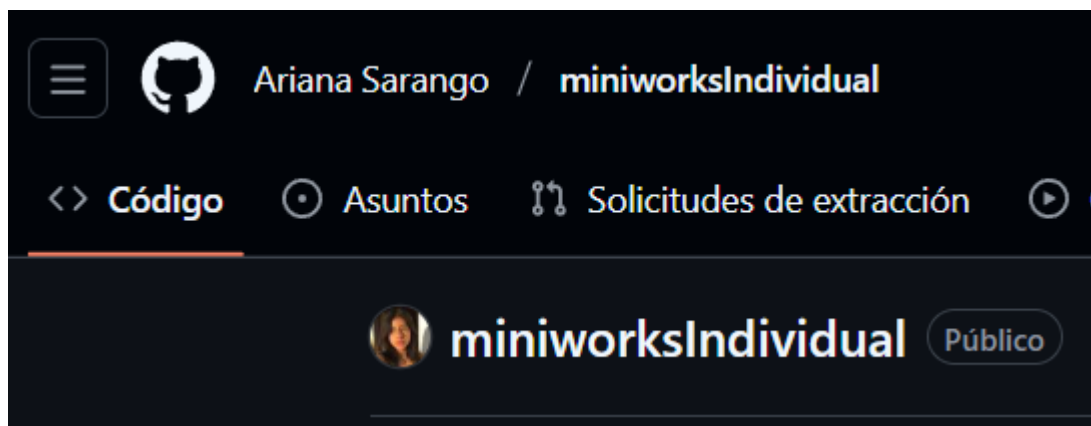 Ariana Sarango / miniworksIndividual
Código Asuntos Solicitudes de extracción
miniworksIndividual Público